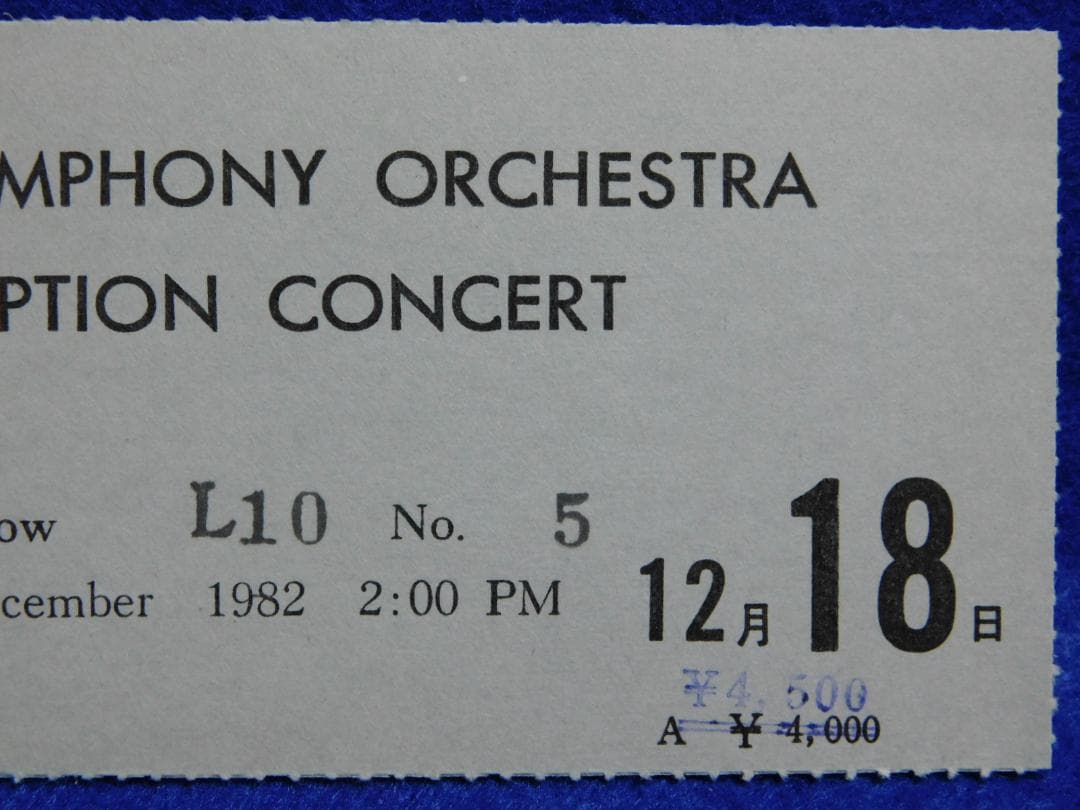 MPHONY ORCHESTRA
PTION CONCERT
ow L10 No. 5
cember 1982 2:00 PM
12月18日
¥4,500
A ¥ 4,000